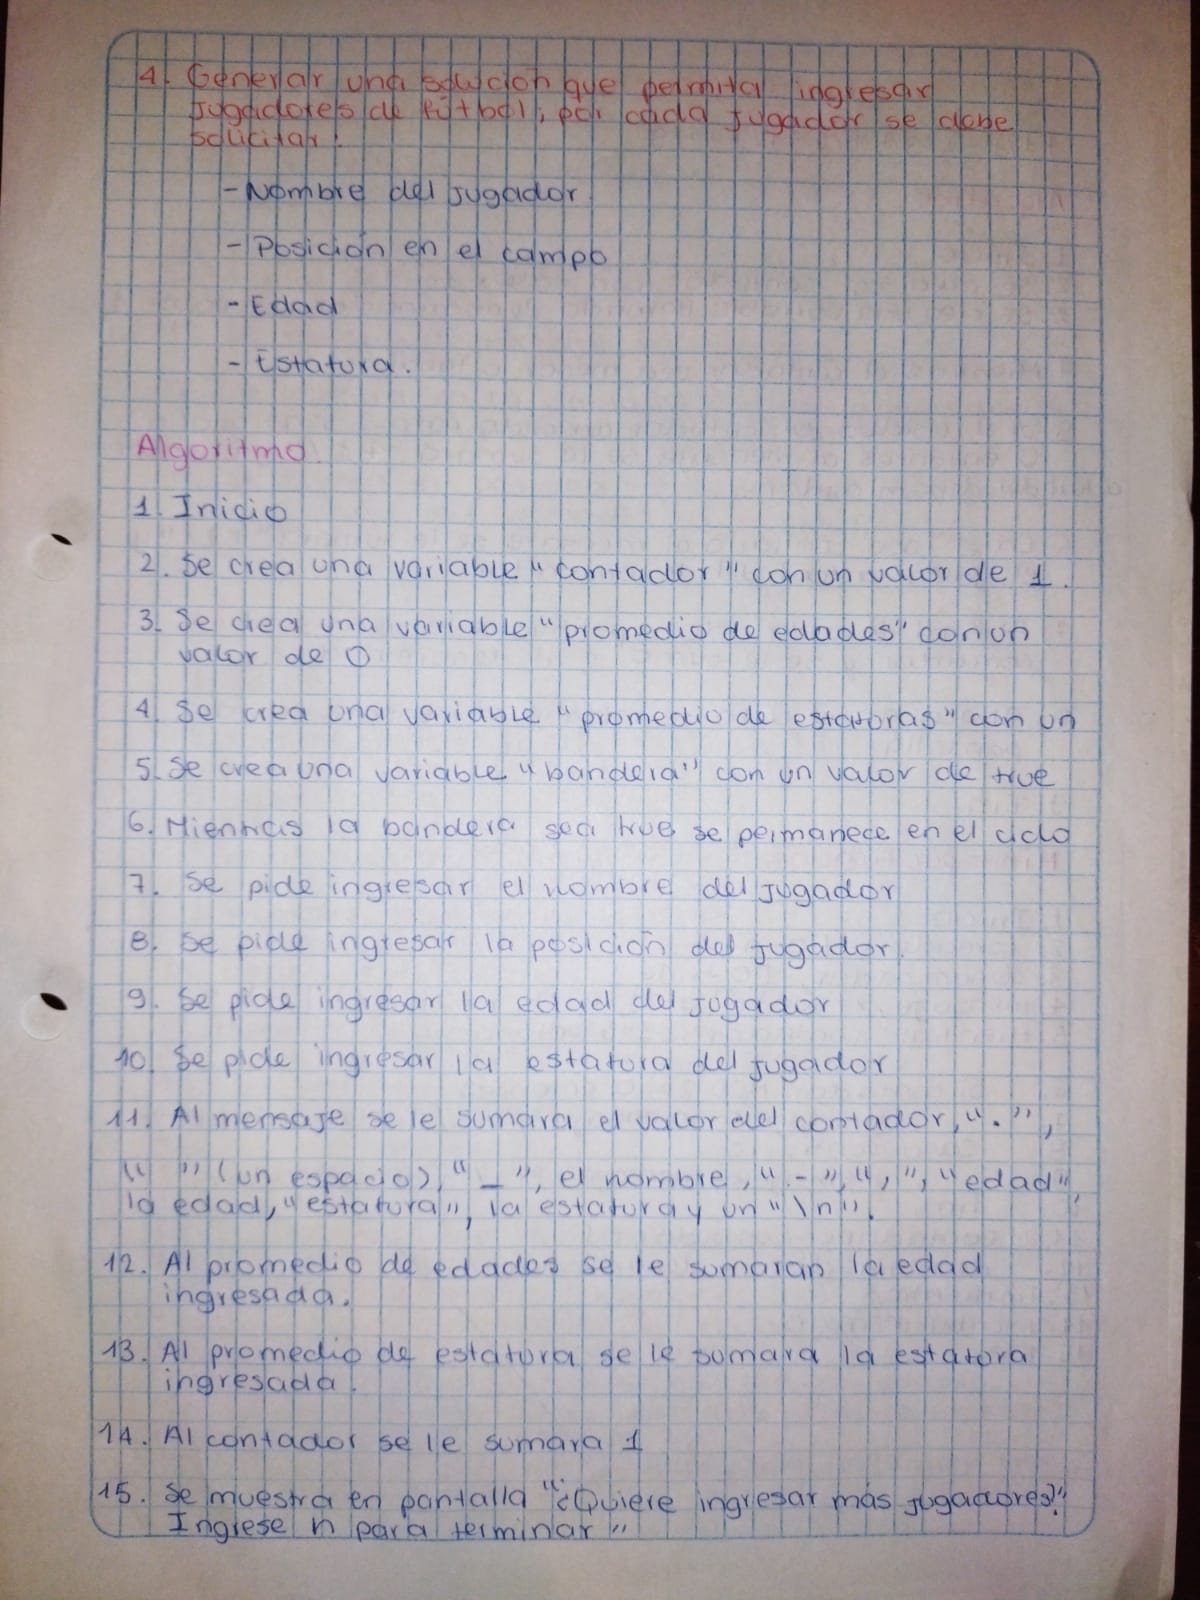 4. Generar una solución que permita ingresar
jugadores de fútbol, por cada jugador se debe
solicitar:
- Nombre del jugador
- Posición en el campo
- Edad
- Estatura.
Algoritmo
1. Inicio
2. Se crea una variable "contador" con un valor de 1.
3. Se crea una variable "promedio de edades" con un
valor de 0
4. Se crea una variable "promedio de estaturas" con un
5. Se crea una variable "bandera" con un valor de true
6. Mientras la bandera sea true se permanece en el ciclo
7. Se pide ingresar el nombre del jugador
8. Se pide ingresar la posición del jugador.
9. Se pide ingresar la edad del jugador
10. Se pide ingresar la estatura del jugador
11. Al mensaje se le sumara el valor del contador, ".",
" " (un espacio), "_", el nombre, ".-", ",", "edad",
la edad, "estatura", la estatura y un "\n".
12. Al promedio de edades se le sumaran la edad
ingresada.
13. Al promedio de estatura se le sumara la estatura
ingresada.
14. Al contador se le sumara 1
15. Se muestra en pantalla "¿Quiere ingresar más jugadores?"
Ingrese n para terminar"